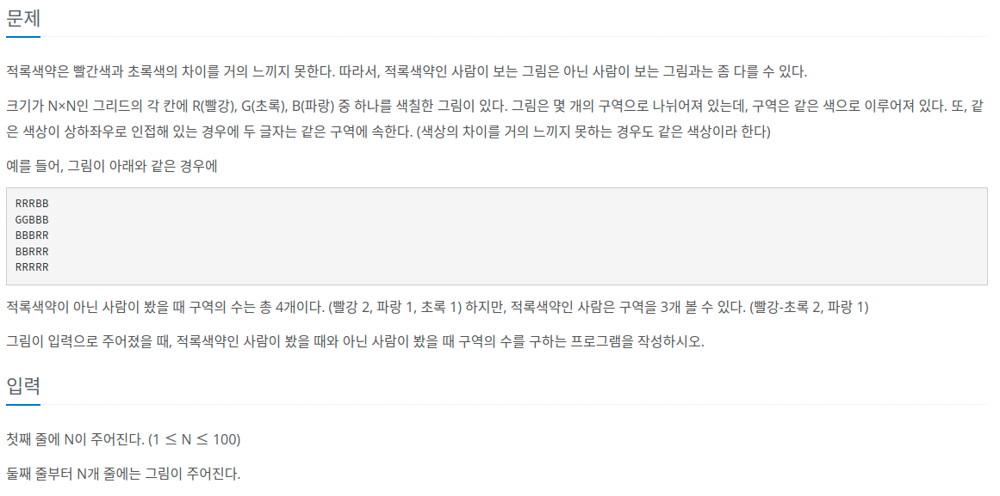 문제
적록색약은 빨간색과 초록색의 차이를 거의 느끼지 못한다. 따라서, 적록색약인 사람이 보는 그림은 아닌 사람이 보는 그림과는 좀 다를 수 있다.
크기가 N×N인 그리드의 각 칸에 R(빨강), G(초록), B(파랑) 중 하나를 색칠한 그림이 있다. 그림은 몇 개의 구역으로 나뉘어져 있는데, 구역은 같은 색으로 이루어져 있다. 또, 같
은 색상이 상하좌우로 인접해 있는 경우에 두 글자는 같은 구역에 속한다. (색상의 차이를 거의 느끼지 못하는 경우도 같은 색상이라 한다)
예를 들어, 그림이 아래와 같은 경우에
RRRBB
GGBBB
BBBRR
BBRRR
RRRRR
적록색약이 아닌 사람이 봤을 때 구역의 수는 총 4개이다. (빨강 2, 파랑 1, 초록 1) 하지만, 적록색약인 사람은 구역을 3개 볼 수 있다. (빨강-초록 2, 파랑 1)
그림이 입력으로 주어졌을 때, 적록색약인 사람이 봤을 때와 아닌 사람이 봤을 때 구역의 수를 구하는 프로그램을 작성하시오.
입력
첫째 줄에 N이 주어진다. (1 ≤ N ≤ 100)
둘째 줄부터 N개 줄에는 그림이 주어진다.